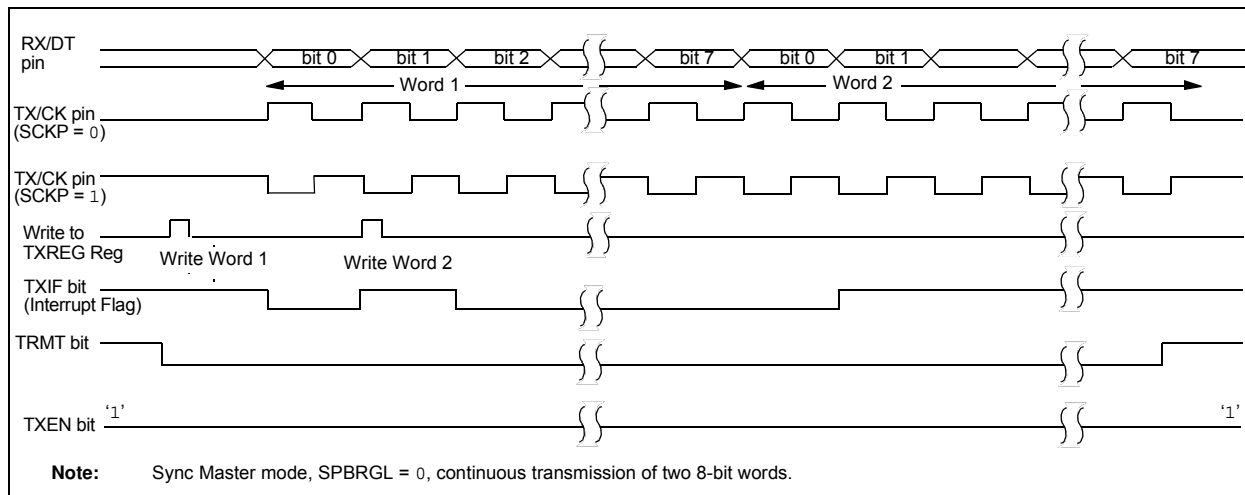 RX/DT
pin
bit 0 bit 1 bit 2 bit 7 bit 0 bit 1 bit 7
Word 1 Word 2
TX/CK pin
(SCKP = 0)
TX/CK pin
(SCKP = 1)
Write to
TXREG Reg
Write Word 1 Write Word 2
TXIF bit
(Interrupt Flag)
TRMT bit
TXEN bit ‘1’ ‘1’
Note: Sync Master mode, SPBRGL = 0, continuous transmission of two 8-bit words.